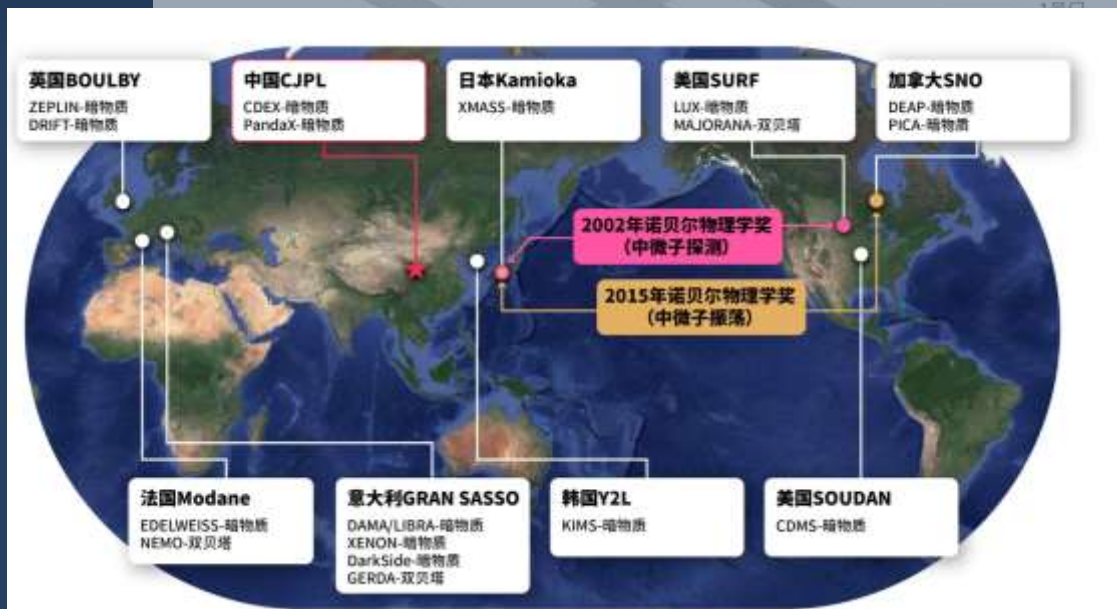 英国BOULBY
ZEPLIN-暗物质
DRIFT-暗物质
中国CJPL
CDEX-暗物质
PandaX-暗物质
日本Kamioka
XMASS-暗物质
美国SURF
LUX-暗物质
MAJORANA-双贝塔
加拿大SNO
DEAP-暗物质
PICA-暗物质
2002年诺贝尔物理学奖
（中微子探测）
2015年诺贝尔物理学奖
（中微子振荡）
法国Modane
EDELWEISS-暗物质
NEMO-双贝塔
意大利GRAN SASSO
DAMA/LIBRA-暗物质
XENON-暗物质
DarkSide-暗物质
GERDA-双贝塔
韩国Y2L
KIMS-暗物质
美国SOUDAN
CDMS-暗物质